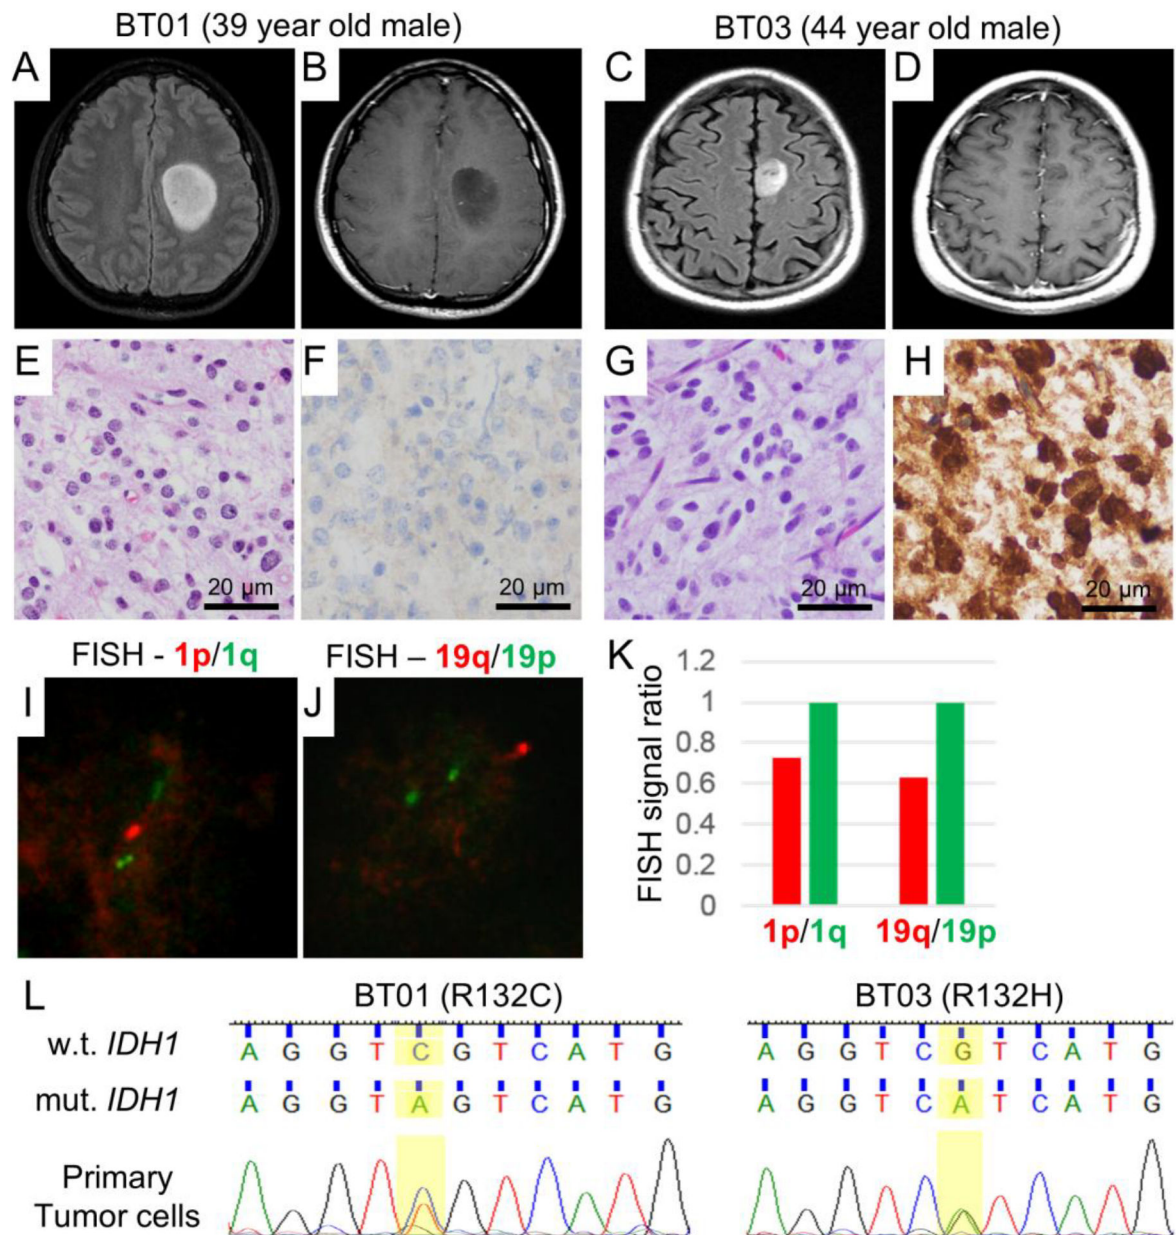 BT01 (39 year old male)
BT03 (44 year old male)
A
B
C
D
E
20 µm
F
20 µm
G
20 µm
H
20 µm
FISH - 1p/1q
FISH – 19q/19p
I
J
K
FISH signal ratio
1.2
1
0.8
0.6
0.4
0.2
0
1p/1q
19q/19p
L
BT01 (R132C)
BT03 (R132H)
w.t. IDH1
A G G T C G T C A T G
A G G T C G T C A T G
mut. IDH1
A G G T A G T C A T G
A G G T C A T C A T G
Primary
Tumor cells